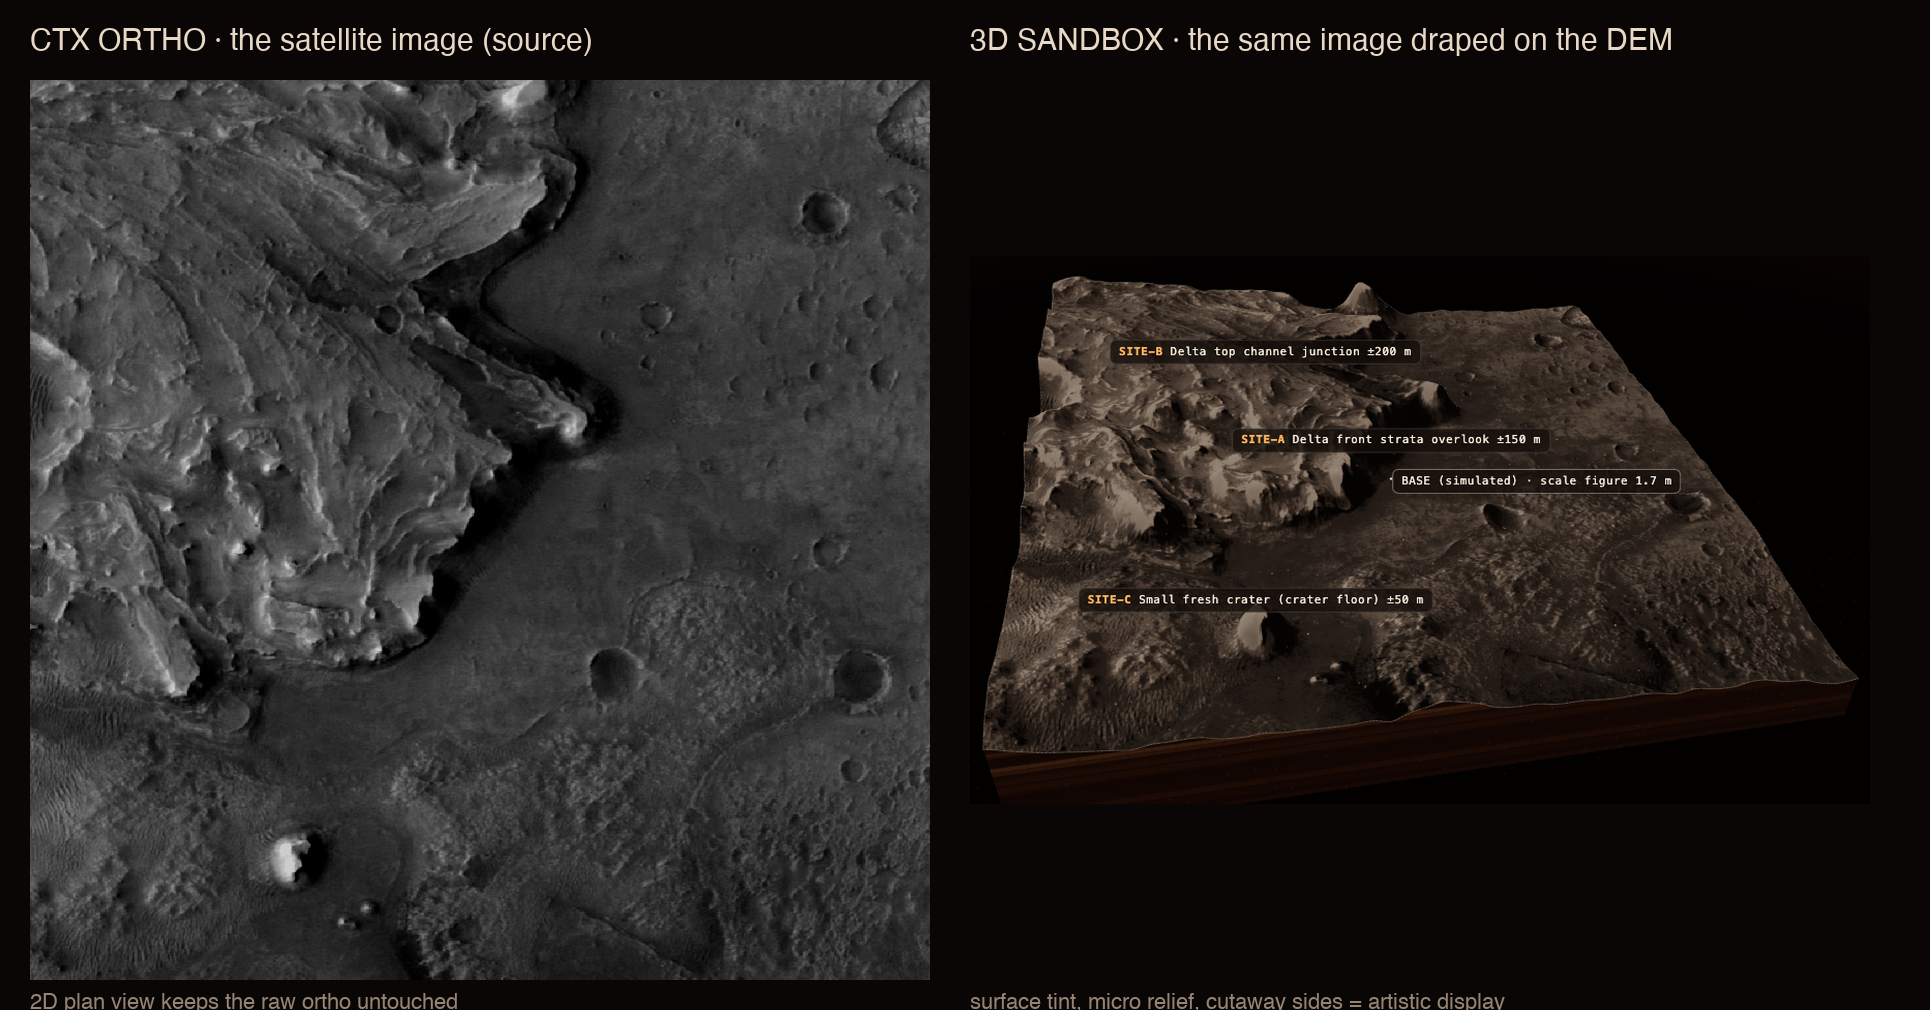 CTX ORTHO · the satellite image (source)
3D SANDBOX · the same image draped on the DEM
SITE-B Delta top channel junction ±200 m
SITE-A Delta front strata overlook ±150 m
BASE (simulated) · scale figure 1.7 m
SITE-C Small fresh crater (crater floor) ±50 m
2D plan view keeps the raw ortho untouched
surface tint, micro relief, cutaway sides = artistic display